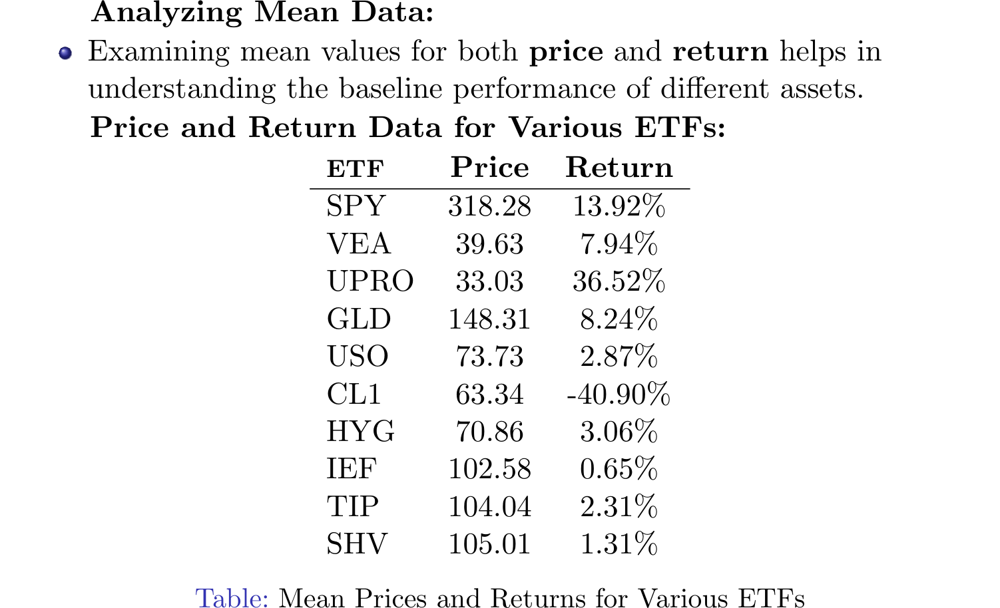 Analyzing Mean Data:
Examining mean values for both price and return helps in
understanding the baseline performance of different assets.
Price and Return Data for Various ETFs:
ETF Price Return
SPY 318.28 13.92%
VEA 39.63 7.94%
UPRO 33.03 36.52%
GLD 148.31 8.24%
USO 73.73 2.87%
CL1 63.34 -40.90%
HYG 70.86 3.06%
IEF 102.58 0.65%
TIP 104.04 2.31%
SHV 105.01 1.31%
Table: Mean Prices and Returns for Various ETFs